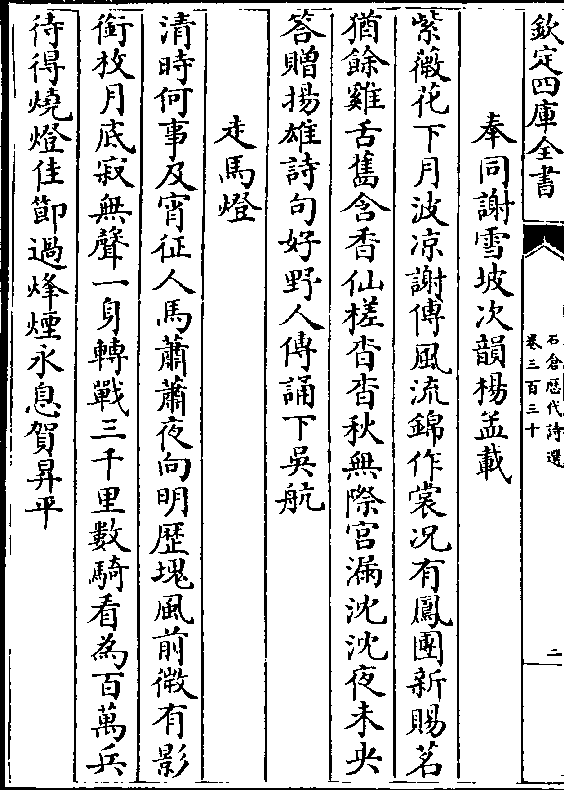 欽定四庫全書
石倉歴代詩選
卷三百三十
二
奉同謝雪坡次韻楊孟載
紫薇花下月波凉謝傅風流錦作裳况有鳳團新賜茗
猶餘雞舌舊含香仙槎杳杳秋無際宫漏沈沈夜未央
答贈揚雄詩句好野人傳誦下吳航
走馬燈
清時何事及宵征人馬蕭蕭夜向明歴塊風前微有影
銜枚月底寂無聲一身轉戰三千里數騎看為百萬兵
待得燒燈佳節過烽煙永息賀昇平